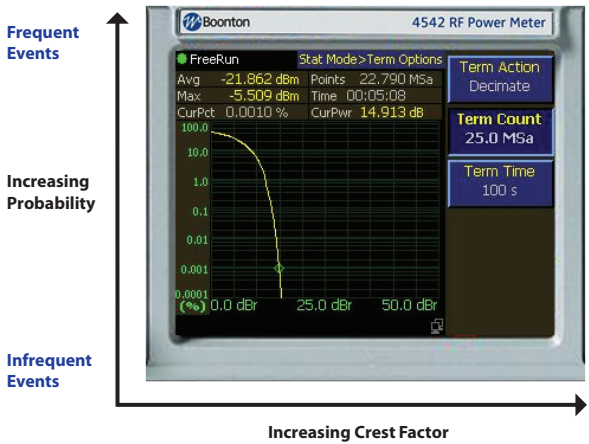 Frequent
Events
Boonton
4542 RF Power Meter
FreeRun
Stat Mode>Term Options
Avg -21.862 dBm Points 22.790 MSa
Max -5.509 dBm Time 00:05:08
CurPct 0.0010 % CurPwr 14.913 dB
Term Action
Decimate
Term Count
25.0 MSa
Term Time
100 s
100.0
10.0
1.0
0.1
0.01
0.001
0.0001
(%) 0.0 dBr 25.0 dBr 50.0 dBr
Increasing
Probability
Infrequent
Events
Increasing Crest Factor